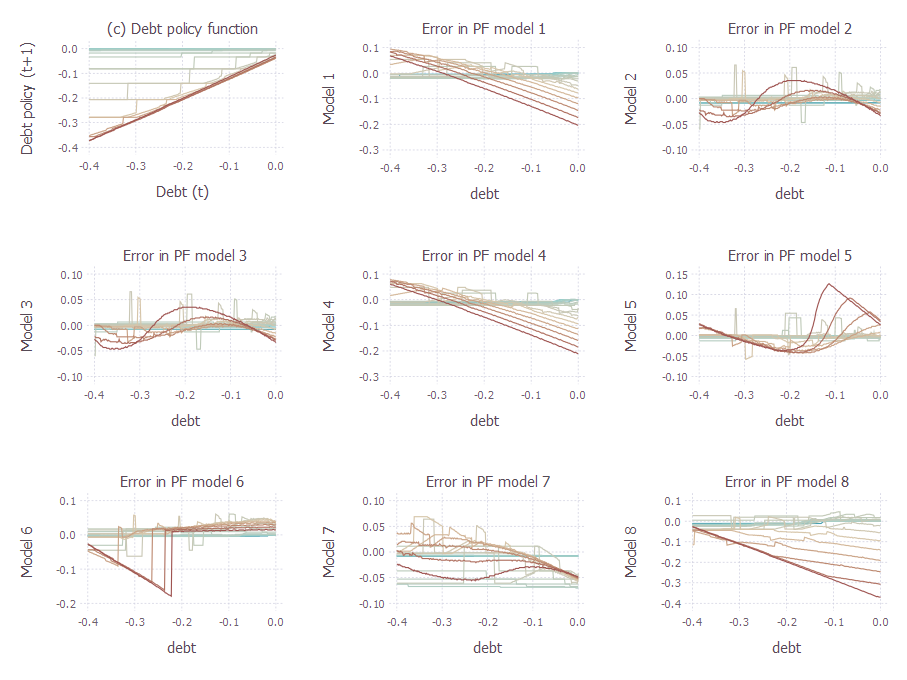 (c) Debt policy function
Debt policy (t+1)
0.0
-0.1
-0.2
-0.3
-0.4
-0.4 -0.3 -0.2 -0.1 0.0
Debt (t)
Error in PF model 1
Model 1
0.1
0.0
-0.1
-0.2
-0.3
-0.4 -0.3 -0.2 -0.1 0.0
debt
Error in PF model 2
Model 2
0.10
0.05
0.00
-0.05
-0.10
-0.4 -0.3 -0.2 -0.1 0.0
debt
Error in PF model 3
Model 3
0.10
0.05
0.00
-0.05
-0.10
-0.4 -0.3 -0.2 -0.1 0.0
debt
Error in PF model 4
Model 4
0.1
0.0
-0.1
-0.2
-0.3
-0.4 -0.3 -0.2 -0.1 0.0
debt
Error in PF model 5
Model 5
0.15
0.10
0.05
0.00
-0.05
-0.10
-0.4 -0.3 -0.2 -0.1 0.0
debt
Error in PF model 6
Model 6
0.1
0.0
-0.1
-0.2
-0.4 -0.3 -0.2 -0.1 0.0
debt
Error in PF model 7
Model 7
0.10
0.05
0.00
-0.05
-0.10
-0.4 -0.3 -0.2 -0.1 0.0
debt
Error in PF model 8
Model 8
0.1
0.0
-0.1
-0.2
-0.3
-0.4
-0.4 -0.3 -0.2 -0.1 0.0
debt